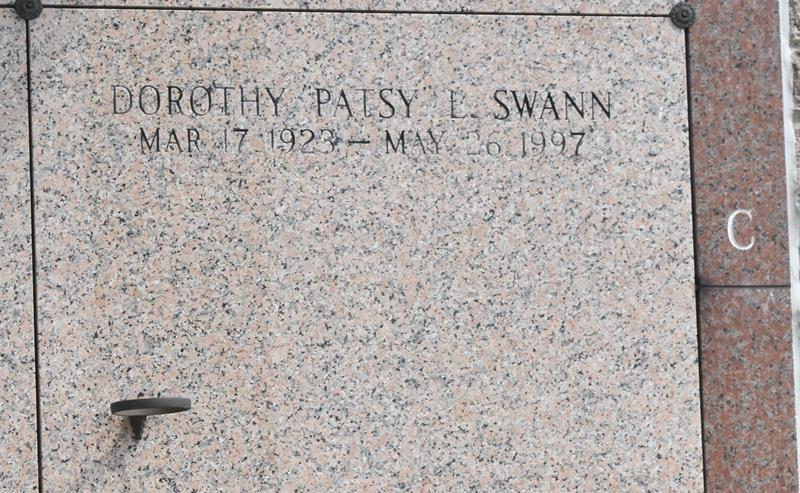 DOROTHY "PATSY" L. SWANN
MAR 17 1923 – MAY 26 1997
C